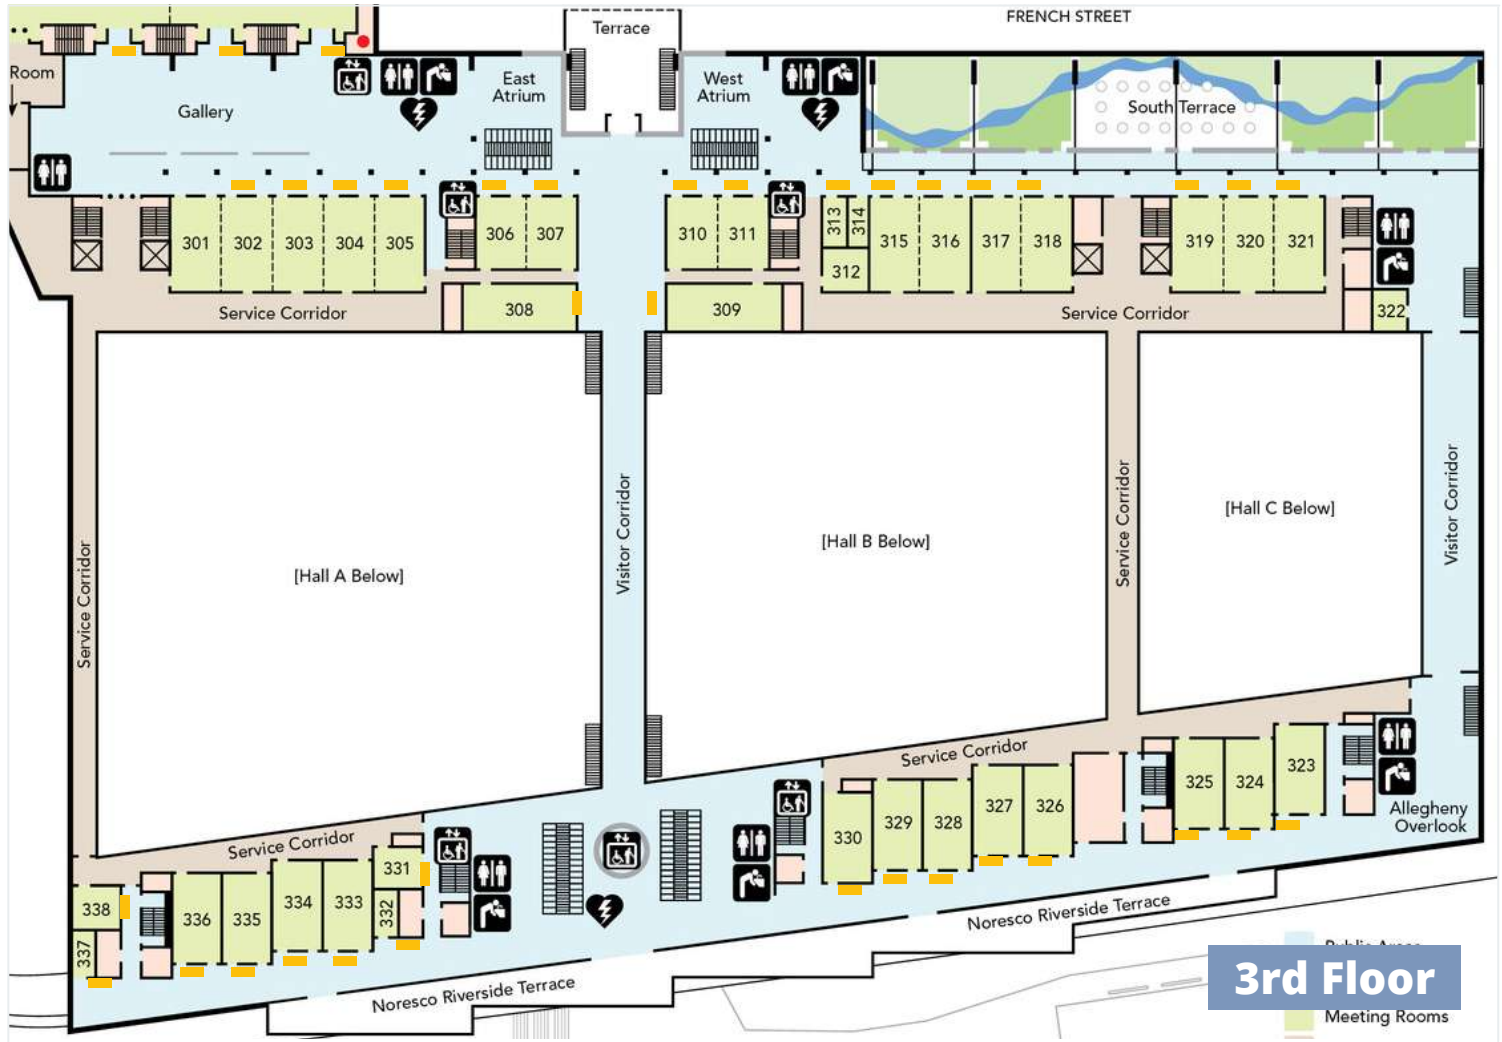 FRENCH STREET
Terrace
Room
East
Atrium
West
Atrium
Gallery
South Terrace
301
302
303
304
305
306
307
310
311
313
314
312
315
316
317
318
319
320
321
Service Corridor
308
309
Service Corridor
322
Service Corridor
[Hall A Below]
Visitor Corridor
[Hall B Below]
Service Corridor
[Hall C Below]
Visitor Corridor
Service Corridor
330
329
328
327
326
325
324
323
Allegheny
Overlook
Service Corridor
338
337
336
335
334
333
331
332
Noresco Riverside Terrace
Noresco Riverside Terrace
3rd Floor
Meeting Rooms